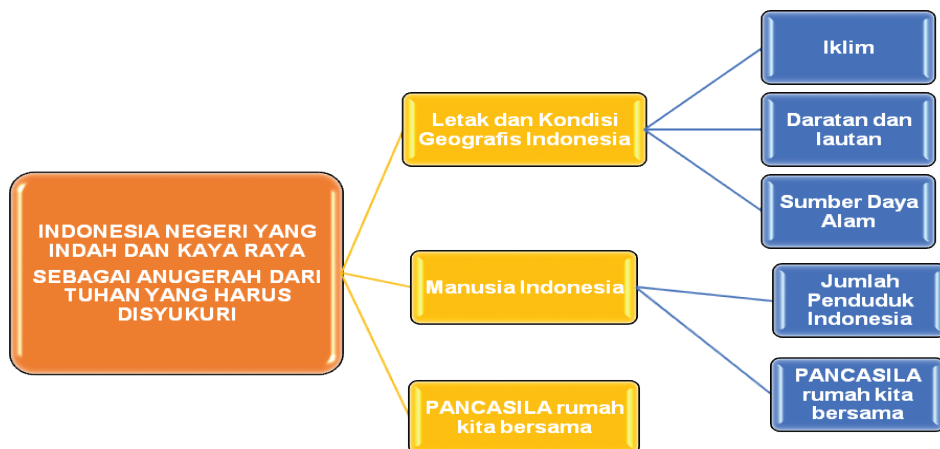 INDONESIA NEGERI YANG
INDAH DAN KAYA RAYA
SEBAGAI ANUGERAH DARI
TUHAN YANG HARUS
DISYUKURI
Letak dan Kondisi
Geografis Indonesia
Iklim
Daratan dan
lautan
Sumber Daya
Alam
Manusia Indonesia
Jumlah
Penduduk
Indonesia
PANCASILA
rumah kita
bersama
PANCASILA rumah
kita bersama